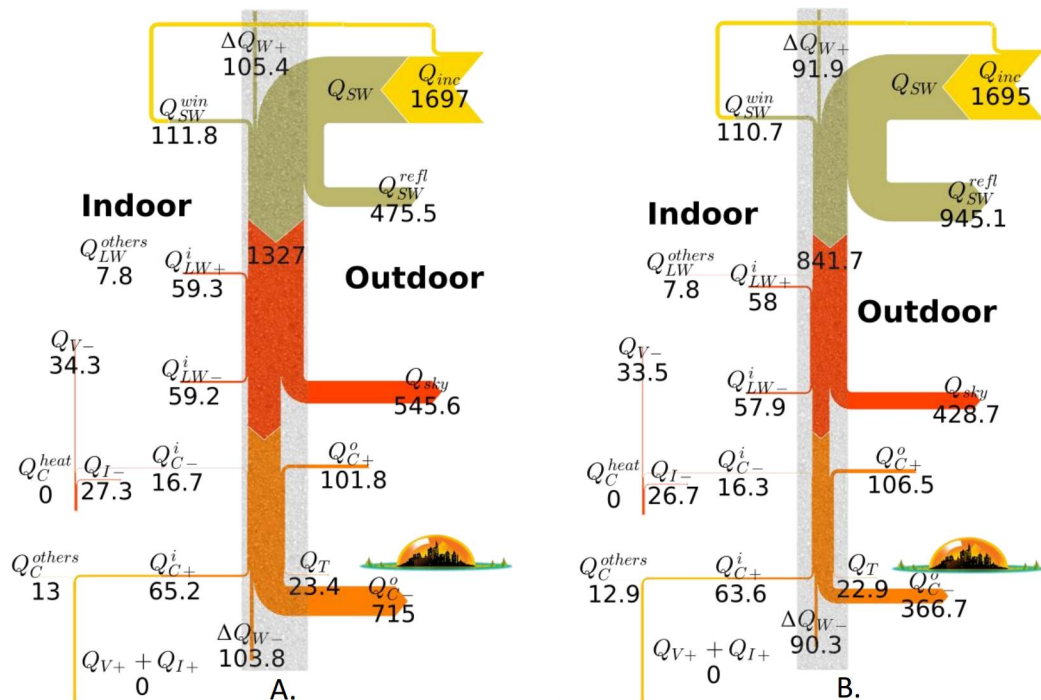 ΔQ_{W+}
105.4
Q_{SW}
Q_{inc}
1697
Q_{SW}^{win}
111.8
Q_{SW}^{refl}
475.5
Indoor
Q_{LW}^{others}
7.8
Q_{LW+}^{i}
59.3
1327
Outdoor
Q_{V-}
34.3
Q_{LW-}^{i}
59.2
Q_{sky}
545.6
Q_{C}^{heat}
0
Q_{I-}
27.3
Q_{C-}^{i}
16.7
Q_{C+}^{o}
101.8
Q_{C}^{others}
13
Q_{C+}^{i}
65.2
Q_{T}
23.4
Q_{C-}^{o}
715
ΔQ_{W-}
103.8
Q_{V+} + Q_{I+}
0
A.
ΔQ_{W+}
91.9
Q_{SW}
Q_{inc}
1695
Q_{SW}^{win}
110.7
Q_{SW}^{refl}
945.1
Indoor
Q_{LW}^{others}
7.8
Q_{LW+}^{i}
58
841.7
Outdoor
Q_{V-}
33.5
Q_{LW-}^{i}
57.9
Q_{sky}
428.7
Q_{C}^{heat}
0
Q_{I-}
26.7
Q_{C-}^{i}
16.3
Q_{C+}^{o}
106.5
Q_{C}^{others}
12.9
Q_{C+}^{i}
63.6
Q_{T}
22.9
Q_{C-}^{o}
366.7
ΔQ_{W-}
90.3
Q_{V+} + Q_{I+}
0
B.